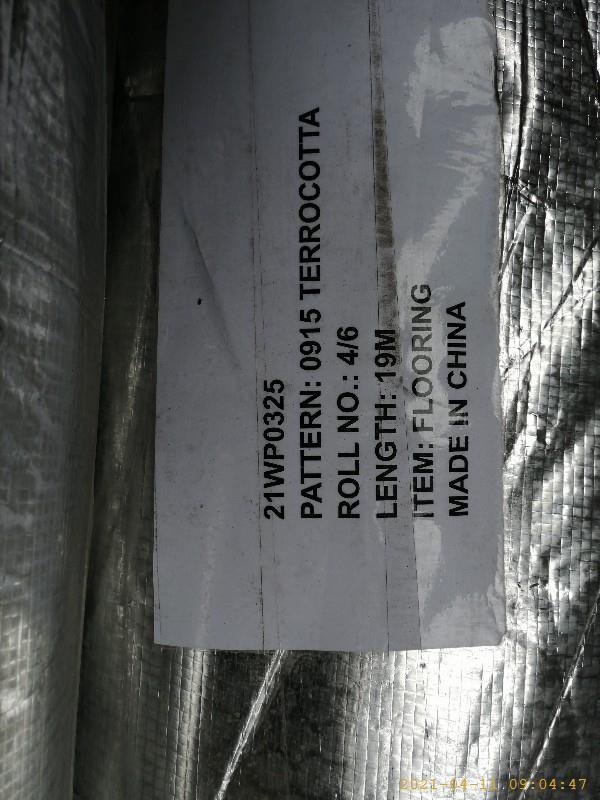 21WP0325
PATTERN: 0915 TERROCOTTA
ROLL NO.: 4/6
LENGTH: 19M
ITEM: FLOORING
MADE IN CHINA
2021-04-11 09:04:47